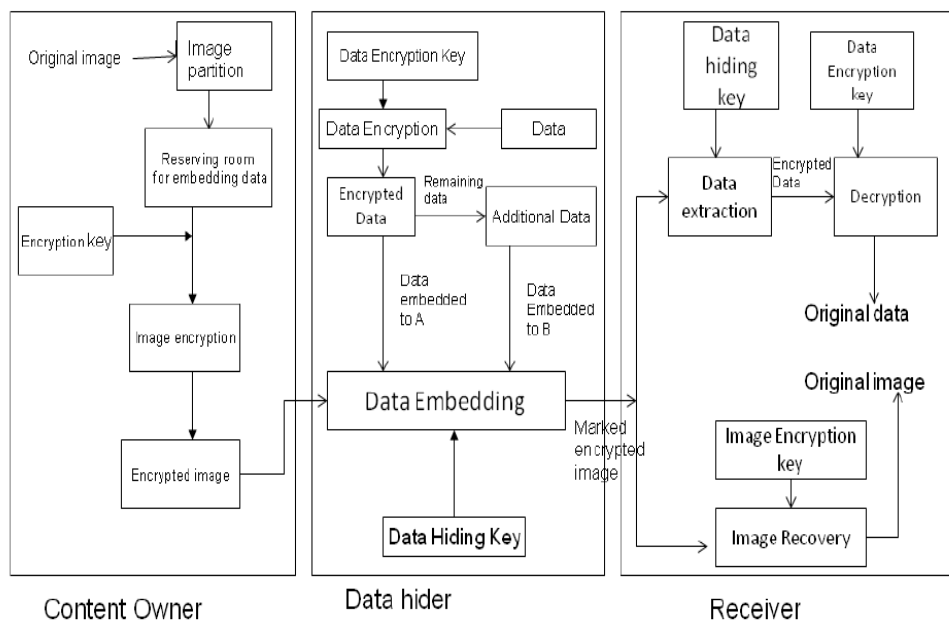 Original image
Image
partition
Reserving room
for embedding data
Encryption key
Image encryption
Encrypted image
Content Owner
Data Encryption Key
Data Encryption
Data
Encrypted
Data
Remaining
data
Additional Data
Data
embedded
to A
Data
Embedded
to B
Data Embedding
Data Hiding Key
Data hider
Marked
encrypted
image
Data
hiding
key
Data
Encryption
key
Data
extraction
Encrypted
Data
Decryption
Original data
Original image
Image Encryption
key
Image Recovery
Receiver